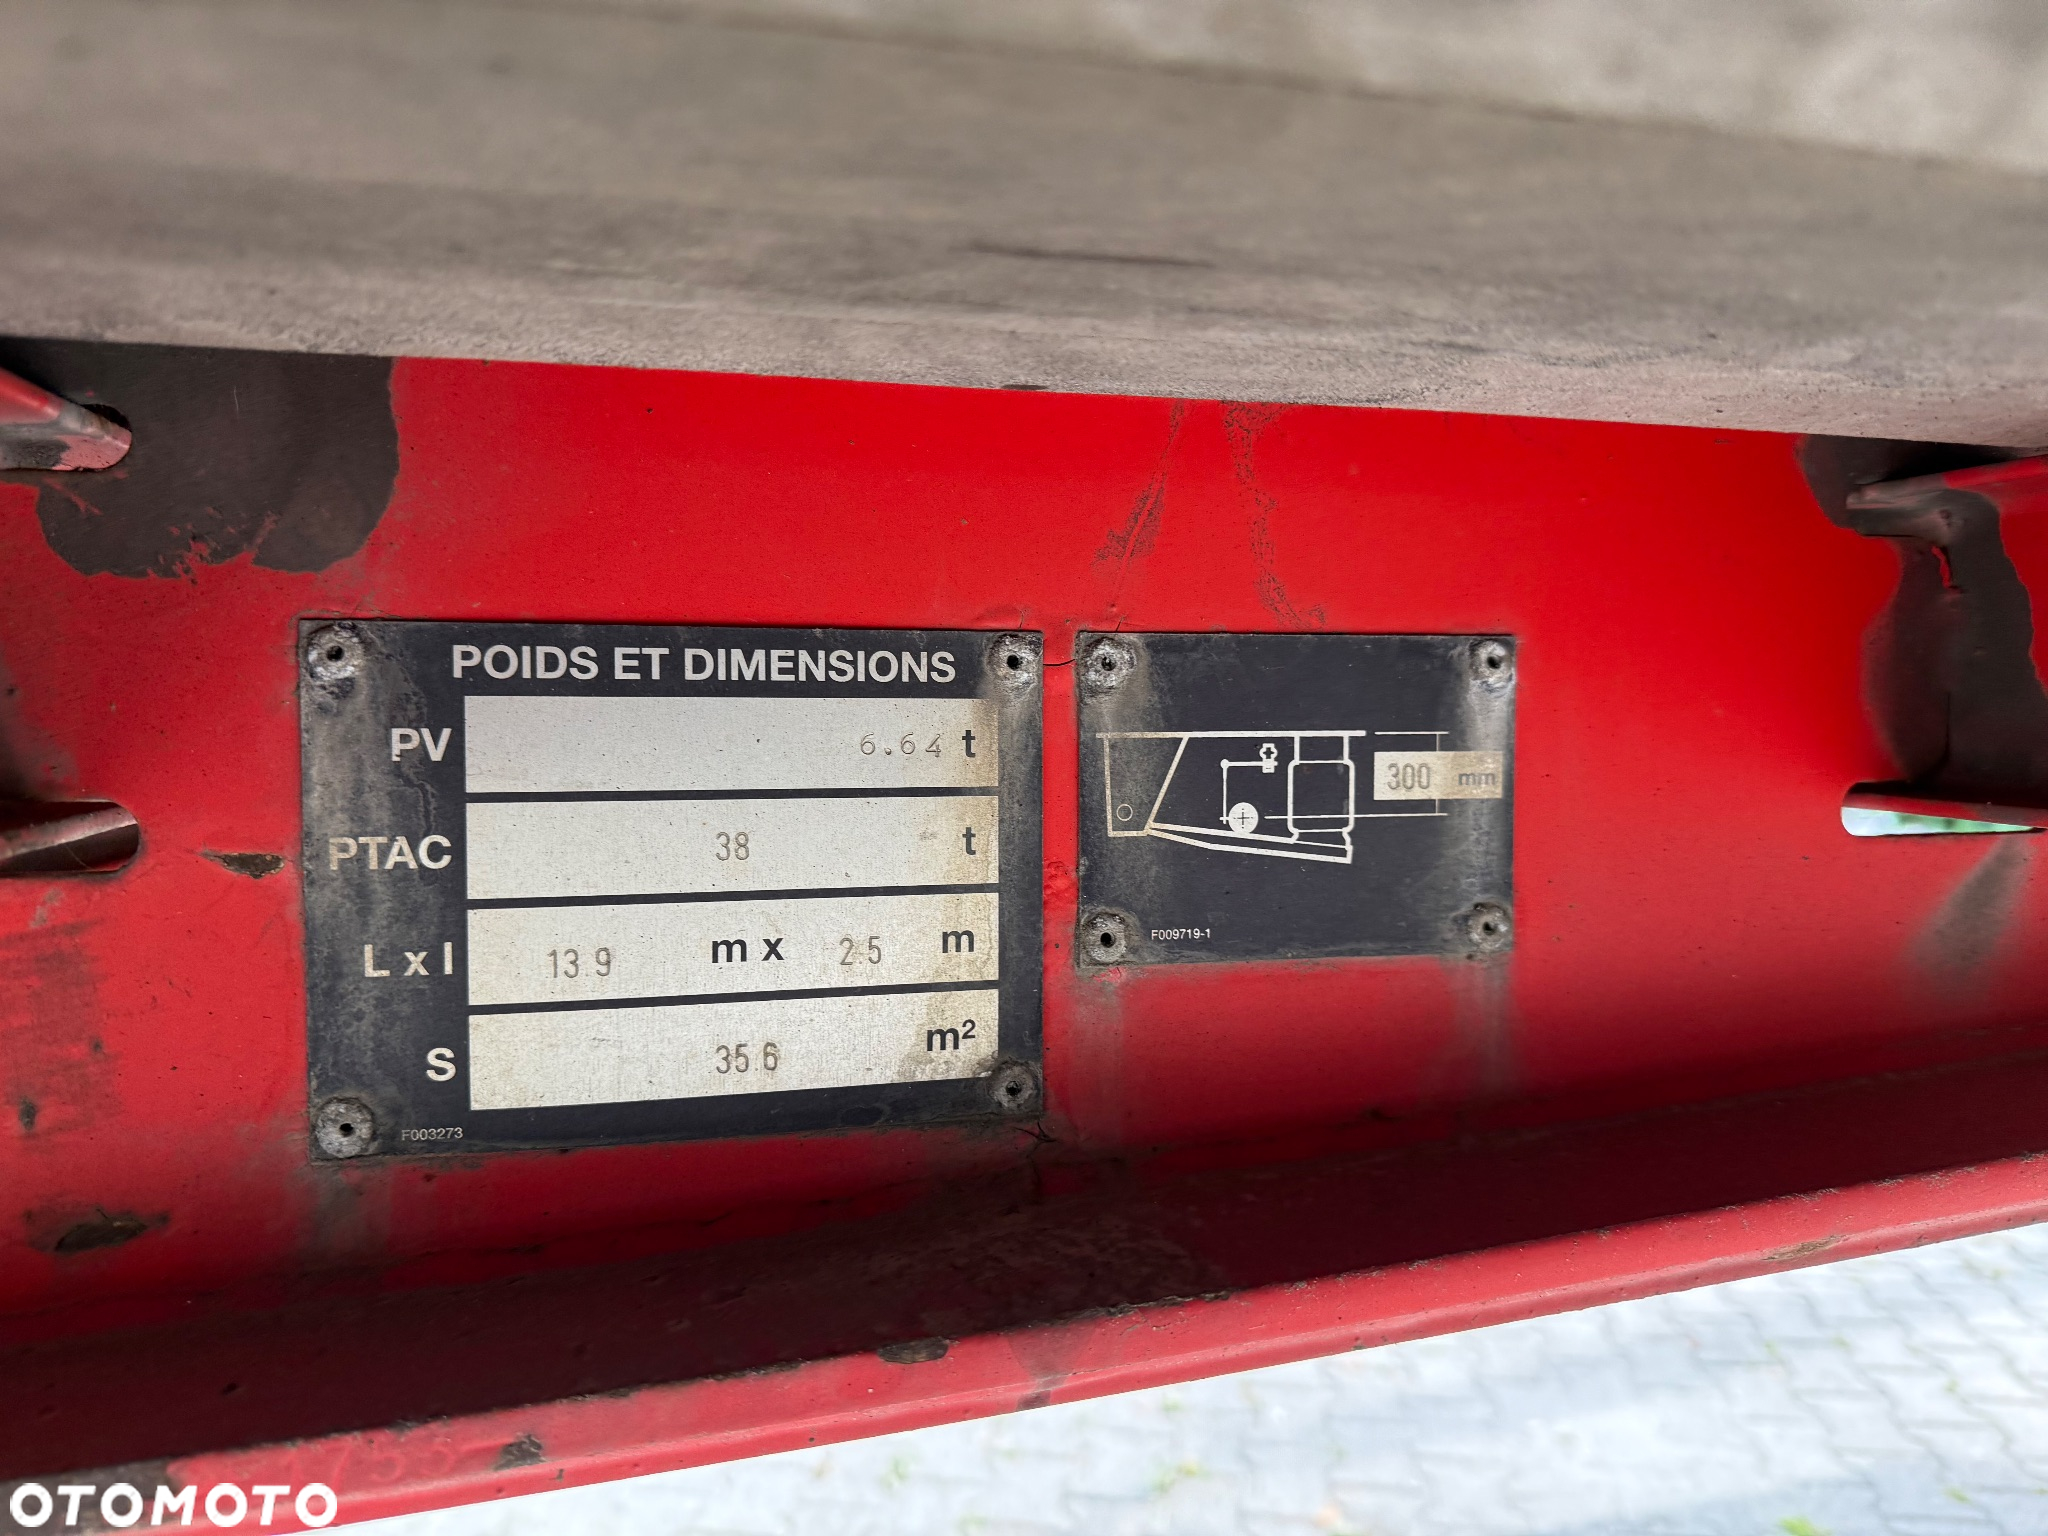 POIDS ET DIMENSIONS
PV 6.64 t
PTAC 38 t
L x l 13 9 m x 2 5 m
S 35 6 m²
F003273
300 mm
F009719-1
OTOMOTO